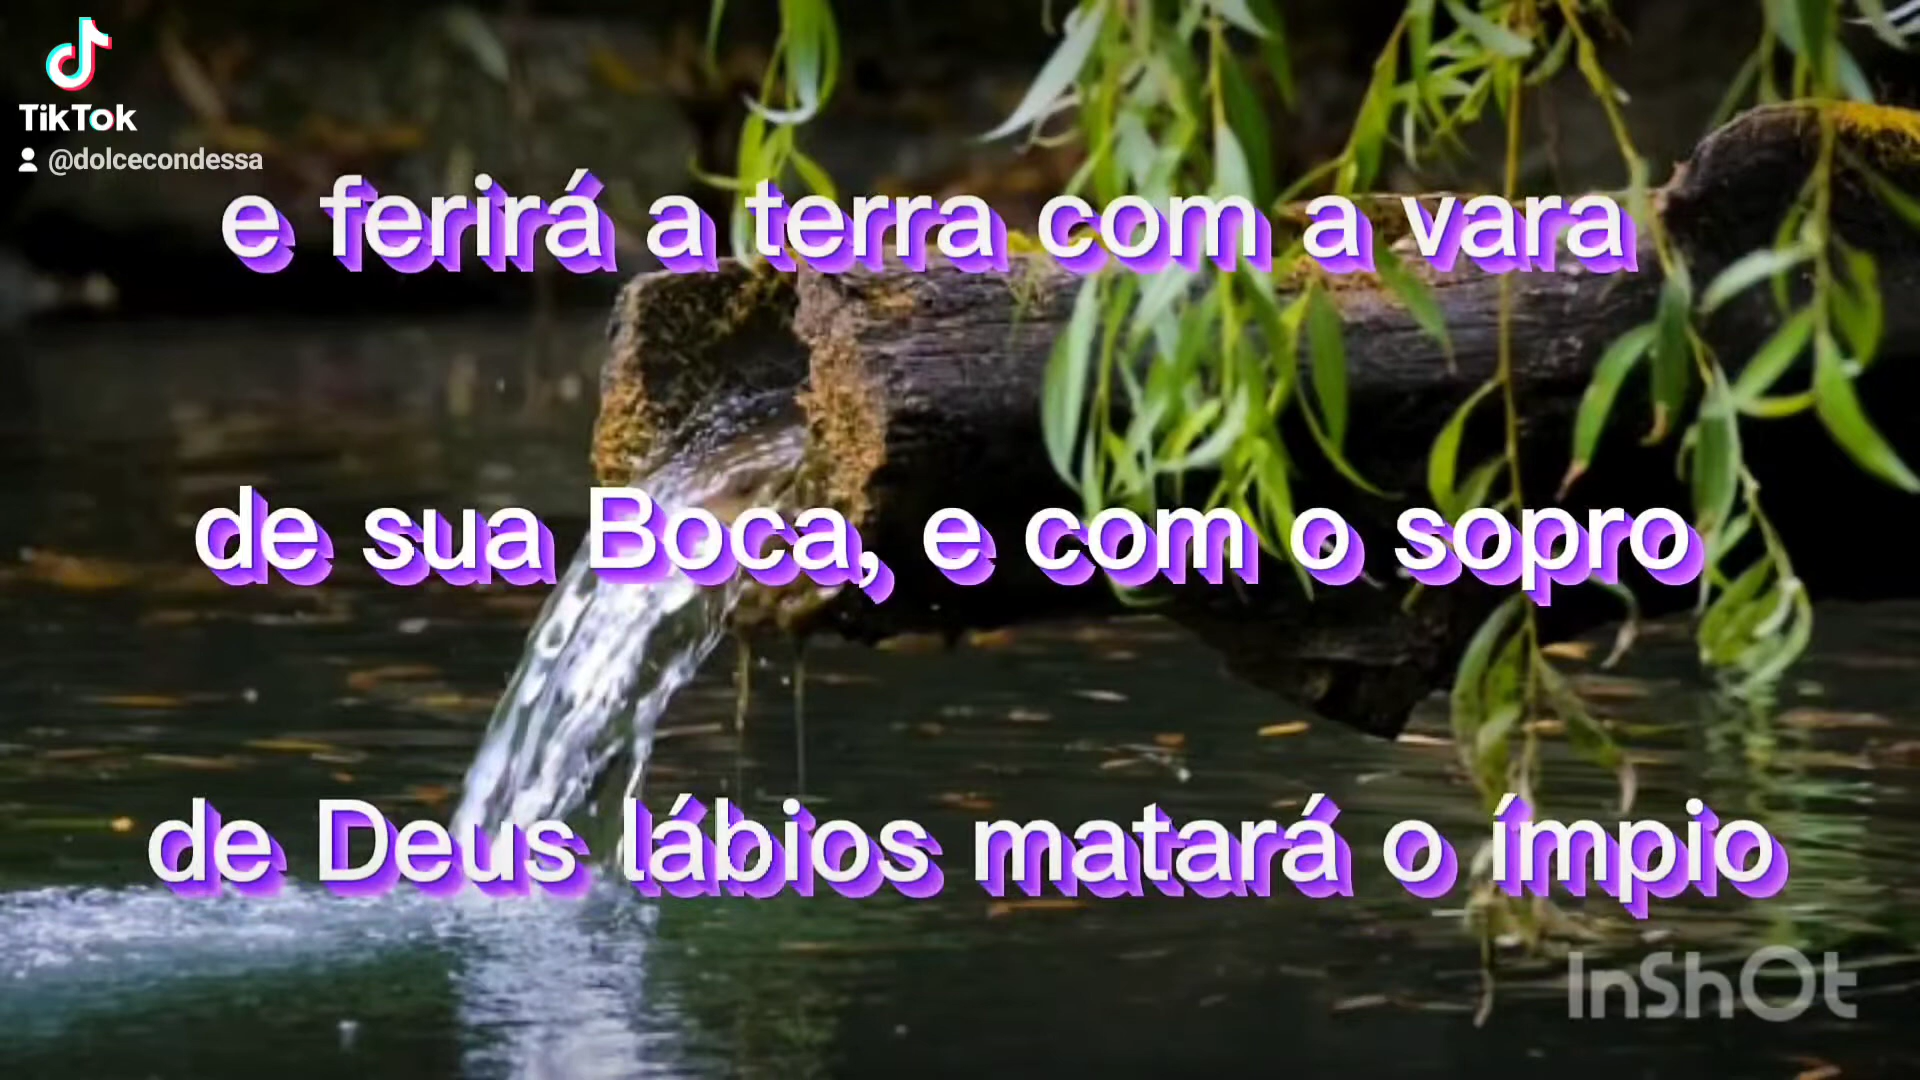 TikTok
@dolcecondessa
e ferirá a terra com a vara
de sua Boca, e com o sopro
de Deus lábios matará o ímpio
InShOt